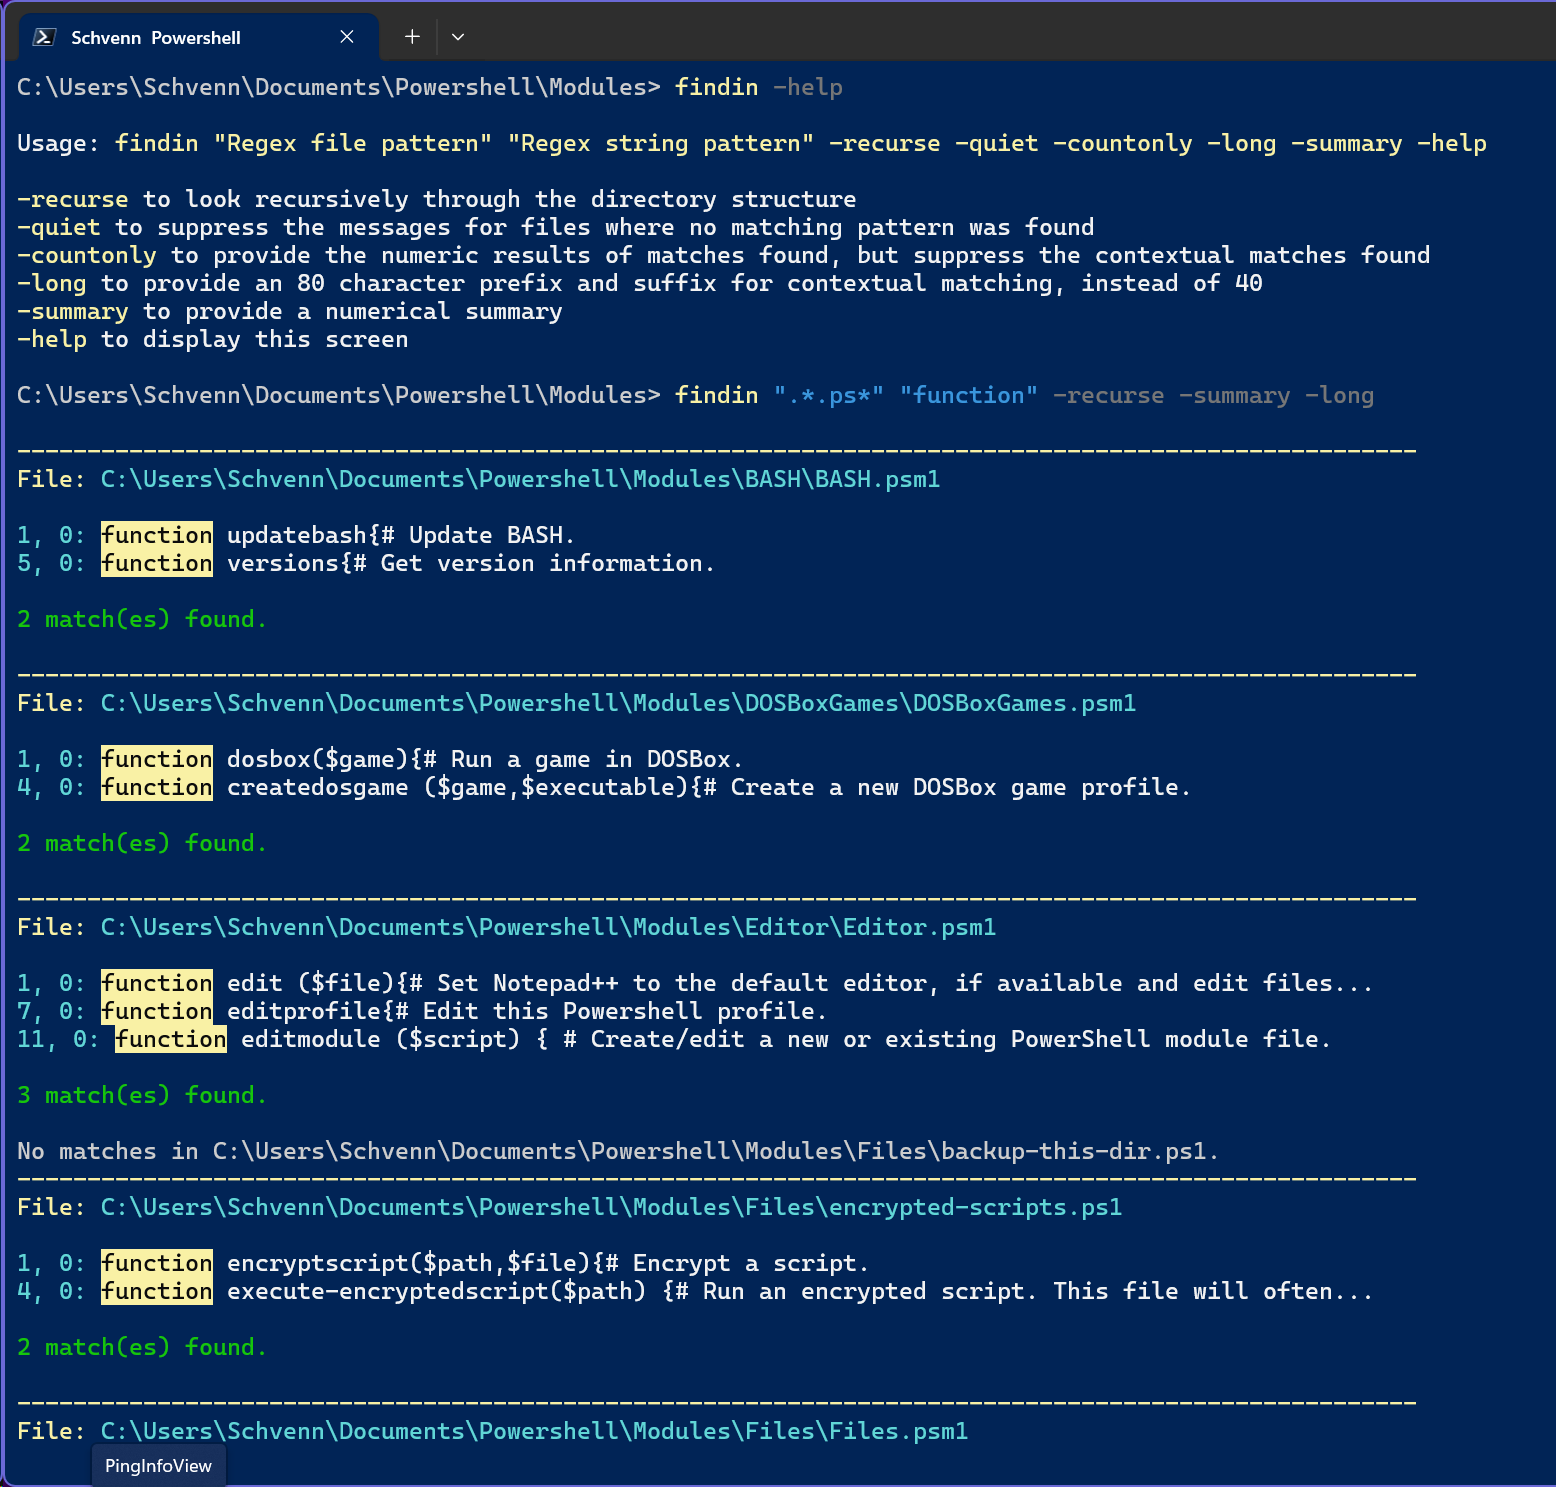 Schvenn Powershell
C:\Users\Schvenn\Documents\Powershell\Modules> findin -help
Usage: findin "Regex file pattern" "Regex string pattern" -recurse -quiet -countonly -long -summary -help
-recurse to look recursively through the directory structure
-quiet to suppress the messages for files where no matching pattern was found
-countonly to provide the numeric results of matches found, but suppress the contextual matches found
-long to provide an 80 character prefix and suffix for contextual matching, instead of 40
-summary to provide a numerical summary
-help to display this screen
C:\Users\Schvenn\Documents\Powershell\Modules> findin ".*.ps*" "function" -recurse -summary -long
----------------------------------------------------------------------------------------------------
File: C:\Users\Schvenn\Documents\Powershell\Modules\BASH\BASH.psm1
1, 0: function updatebash{# Update BASH.
5, 0: function versions{# Get version information.
2 match(es) found.
----------------------------------------------------------------------------------------------------
File: C:\Users\Schvenn\Documents\Powershell\Modules\DOSBoxGames\DOSBoxGames.psm1
1, 0: function dosbox($game){# Run a game in DOSBox.
4, 0: function createdosgame ($game,$executable){# Create a new DOSBox game profile.
2 match(es) found.
----------------------------------------------------------------------------------------------------
File: C:\Users\Schvenn\Documents\Powershell\Modules\Editor\Editor.psm1
1, 0: function edit ($file){# Set Notepad++ to the default editor, if available and edit files...
7, 0: function editprofile{# Edit this Powershell profile.
11, 0: function editmodule ($script) { # Create/edit a new or existing PowerShell module file.
3 match(es) found.
No matches in C:\Users\Schvenn\Documents\Powershell\Modules\Files\backup-this-dir.ps1.
----------------------------------------------------------------------------------------------------
File: C:\Users\Schvenn\Documents\Powershell\Modules\Files\encrypted-scripts.ps1
1, 0: function encryptscript($path,$file){# Encrypt a script.
4, 0: function execute-encryptedscript($path) {# Run an encrypted script. This file will often...
2 match(es) found.
----------------------------------------------------------------------------------------------------
File: C:\Users\Schvenn\Documents\Powershell\Modules\Files\Files.psm1
PingInfoView